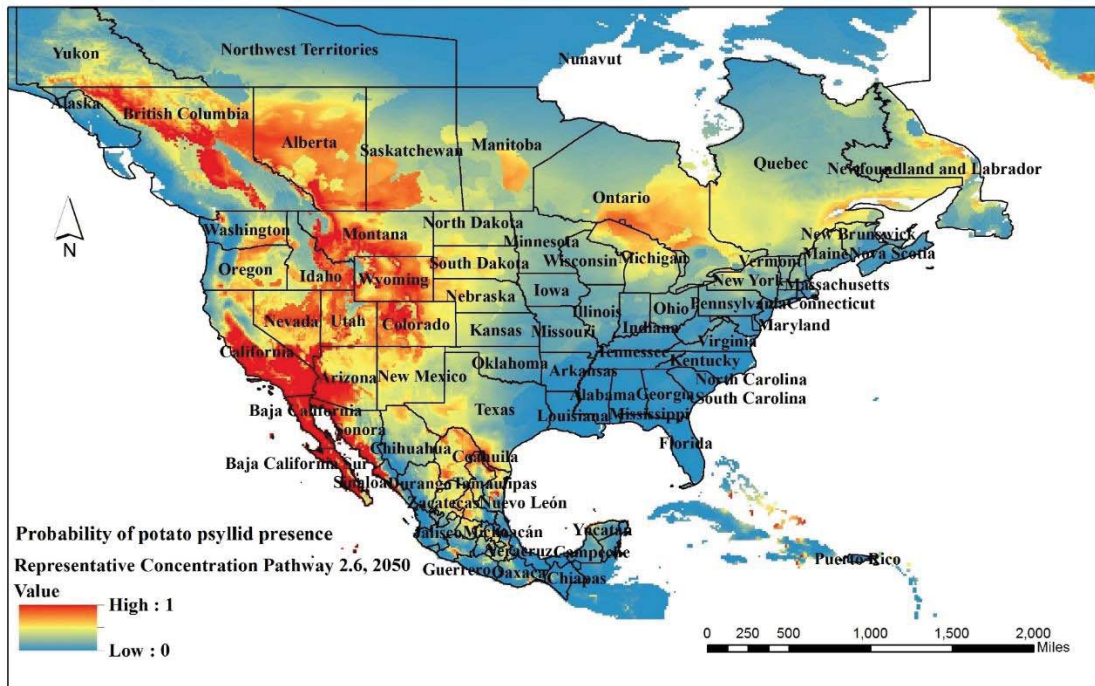 Yukon
Northwest Territories
Nunavut
Alaska
British Columbia
Alberta
Saskatchewan
Manitoba
Quebec
Newfoundland and Labrador
Ontario
N
Washington
Montana
North Dakota
Minnesota
New Brunswick
Oregon
Idaho
Wyoming
South Dakota
Wisconsin
Michigan
Vermont
Maine
Nova Scotia
New York
Massachusetts
Nebraska
Iowa
Nevada
Utah
Colorado
Kansas
Missouri
Illinois
Indiana
Ohio
Pennsylvania
Connecticut
Maryland
Virginia
California
Arizona
New Mexico
Oklahoma
Arkansas
Tennessee
Kentucky
North Carolina
South Carolina
Baja California
Sonora
Texas
Louisiana
Alabama
Mississippi
Georgia
Florida
Chihuahua
Coahuila
Baja California Sur
Sinaloa
Durango
Tamaulipas
Zacatecas
Nuevo León
Jalisco
Michoacán
Veracruz
Yucatán
Campeche
Guerrero
Oaxaca
Chiapas
Puerto Rico
Probability of potato psyllid presence
Representative Concentration Pathway 2.6, 2050
Value
High : 1
Low : 0
0 250 500 1,000 1,500 2,000
Miles